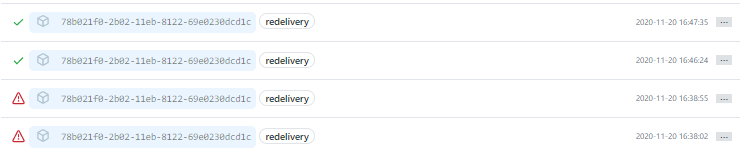 78b021f0-2b02-11eb-8122-69e0230dcd1c redelivery 2020-11-20 16:47:35 ...
78b021f0-2b02-11eb-8122-69e0230dcd1c redelivery 2020-11-20 16:46:24 ...
78b021f0-2b02-11eb-8122-69e0230dcd1c redelivery 2020-11-20 16:38:55 ...
78b021f0-2b02-11eb-8122-69e0230dcd1c redelivery 2020-11-20 16:38:02 ...